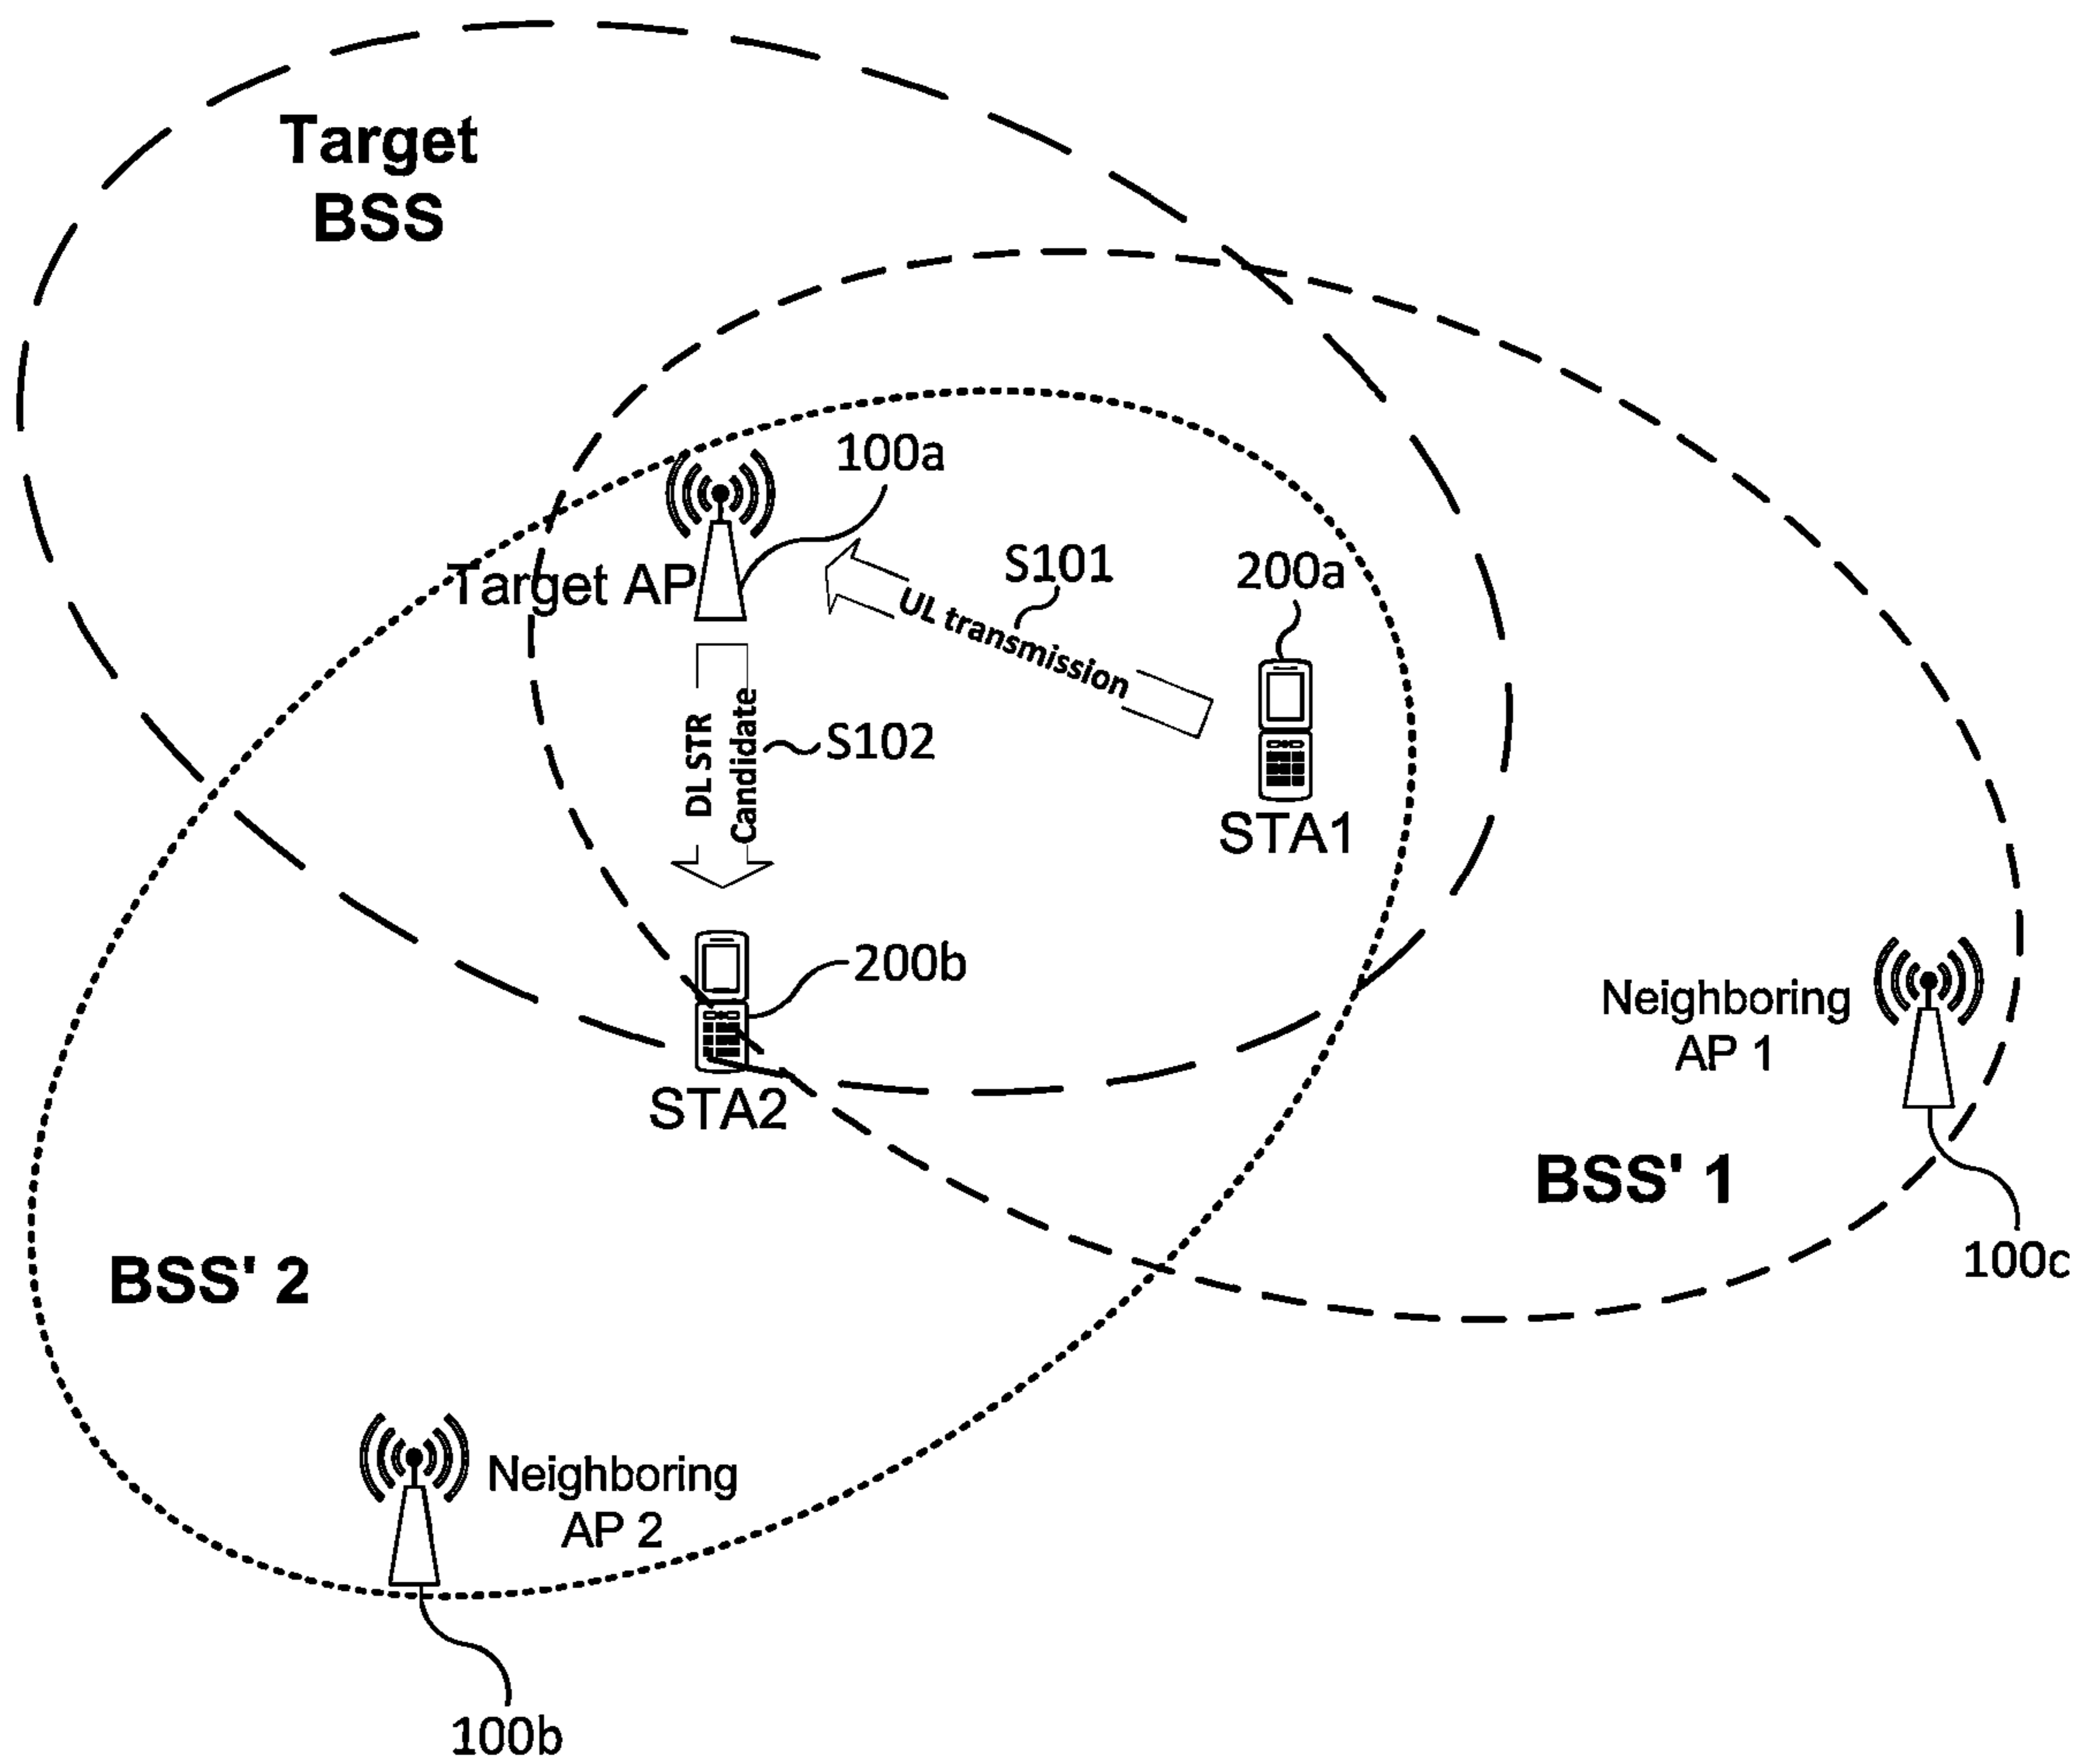 Target
BSS
100a
S101
200a
Target AP
UL transmission
DL STR
Candidate
S102
STA1
200b
Neighboring
AP 1
STA2
BSS' 1
100c
BSS' 2
Neighboring
AP 2
100b